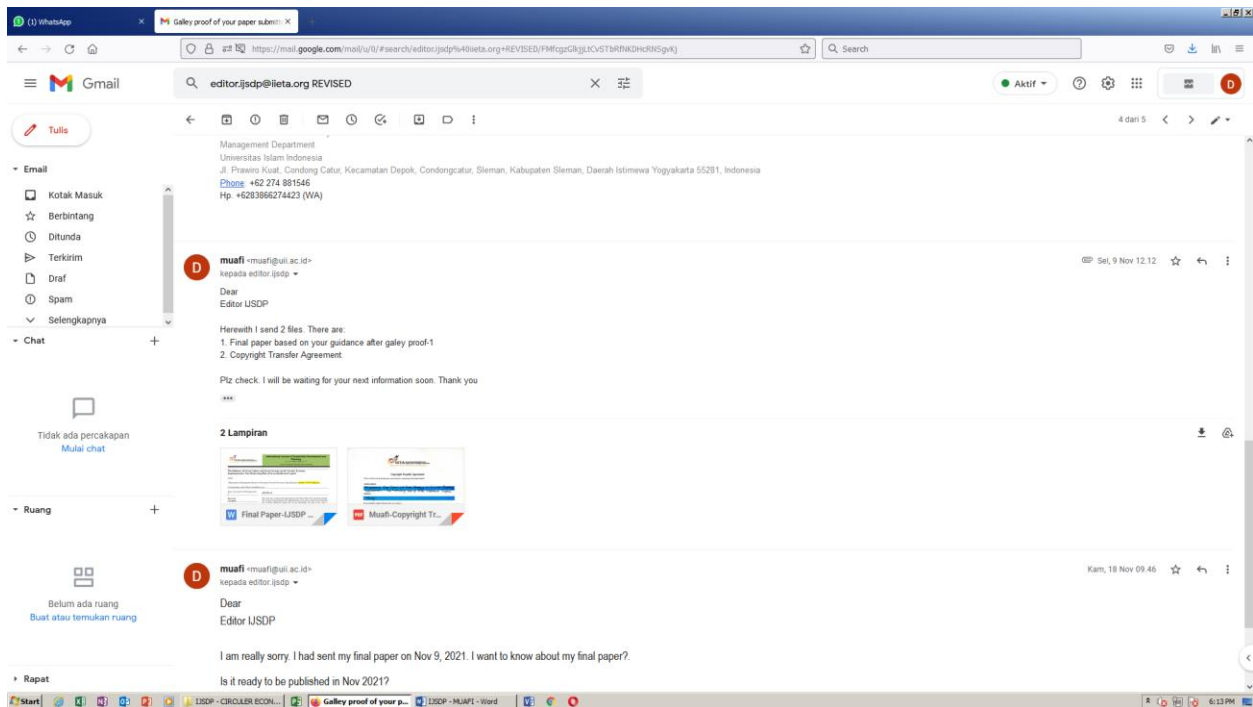 (1) WhatsApp
Galley proof of your paper submitt
https://mail.google.com/mail/u/0/#search/editor.ijsdp%40iieta.org+REVISED/
Search
Gmail
editor.ijsdp@iieta.org REVISED
Aktif
D
Tulis
4 dari 5
Email
Kotak Masuk
Berbintang
Ditunda
Terkirim
Draf
Spam
Selengkapnya
Chat
Tidak ada percakapan
Mulai chat
Ruang
Belum ada ruang
Buat atau temukan ruang
Rapat
Management Department
Universitas Islam Indonesia
Jl. Prawiro Kuat, Condong Catur, Kecamatan Depok, Condongcatur, Sleman, Kabupaten Sleman, Daerah Istimewa Yogyakarta 55281, Indonesia
Phone: +62 274 881546
Hp. +6283866274423 (WA)
D
muafi <muafi@uii.ac.id>
Sel, 9 Nov 12.12
kepada editor.ijsdp
Dear
Editor IJSDP
Herewith I send 2 files. There are:
1. Final paper based on your guidance after galey proof-1
2. Copyright Transfer Agreement
Plz check. I will be waiting for your next information soon. Thank you
2 Lampiran
Copyright Transfer Agreement
W Final Paper-IJSDP ...
PDF Muafi-Copyright Tr...
D
muafi <muafi@uii.ac.id>
Kam, 18 Nov 09.46
kepada editor.ijsdp
Dear
Editor IJSDP
I am really sorry. I had sent my final paper on Nov 9, 2021. I want to know about my final paper?.
Is it ready to be published in Nov 2021?
Start
IJSDP - CIRCULER ECON...
Galley proof of your p...
IJSDP - MUAFI - Word
6:13 PM